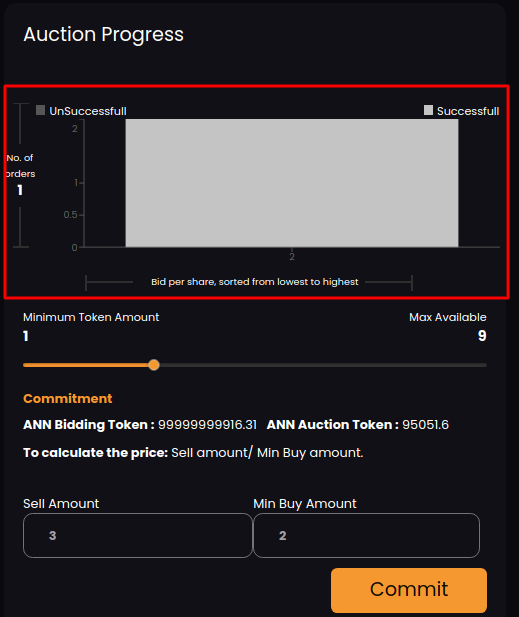 Auction Progress
UnSuccessfull
Successfull
No. of
orders
1
2
1
0.5
0
2
Bid per share, sorted from lowest to highest
Minimum Token Amount
Max Available
1
9
Commitment
ANN Bidding Token : 99999999916.31 ANN Auction Token : 95051.6
To calculate the price: Sell amount/ Min Buy amount.
Sell Amount
Min Buy Amount
3
2
Commit